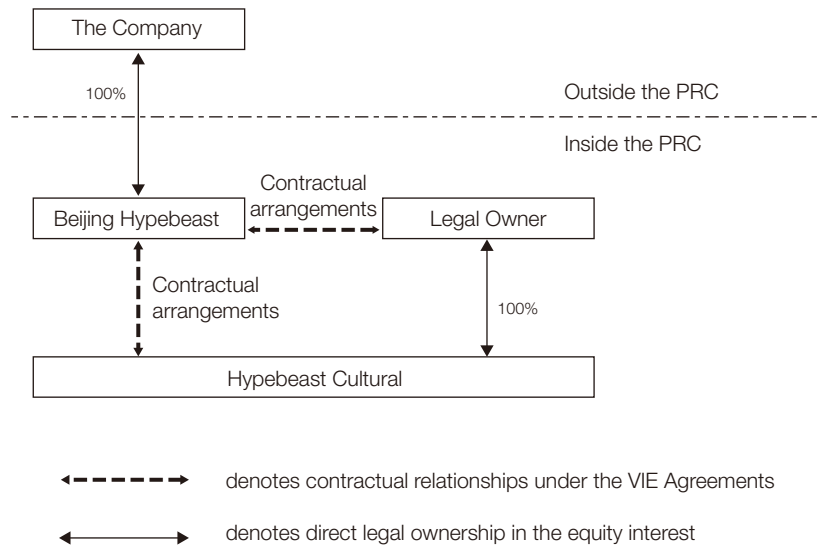 The Company
100%
Outside the PRC
Inside the PRC
Contractual
arrangements
Beijing Hypebeast
Legal Owner
Contractual
arrangements
100%
Hypebeast Cultural
denotes contractual relationships under the VIE Agreements
denotes direct legal ownership in the equity interest